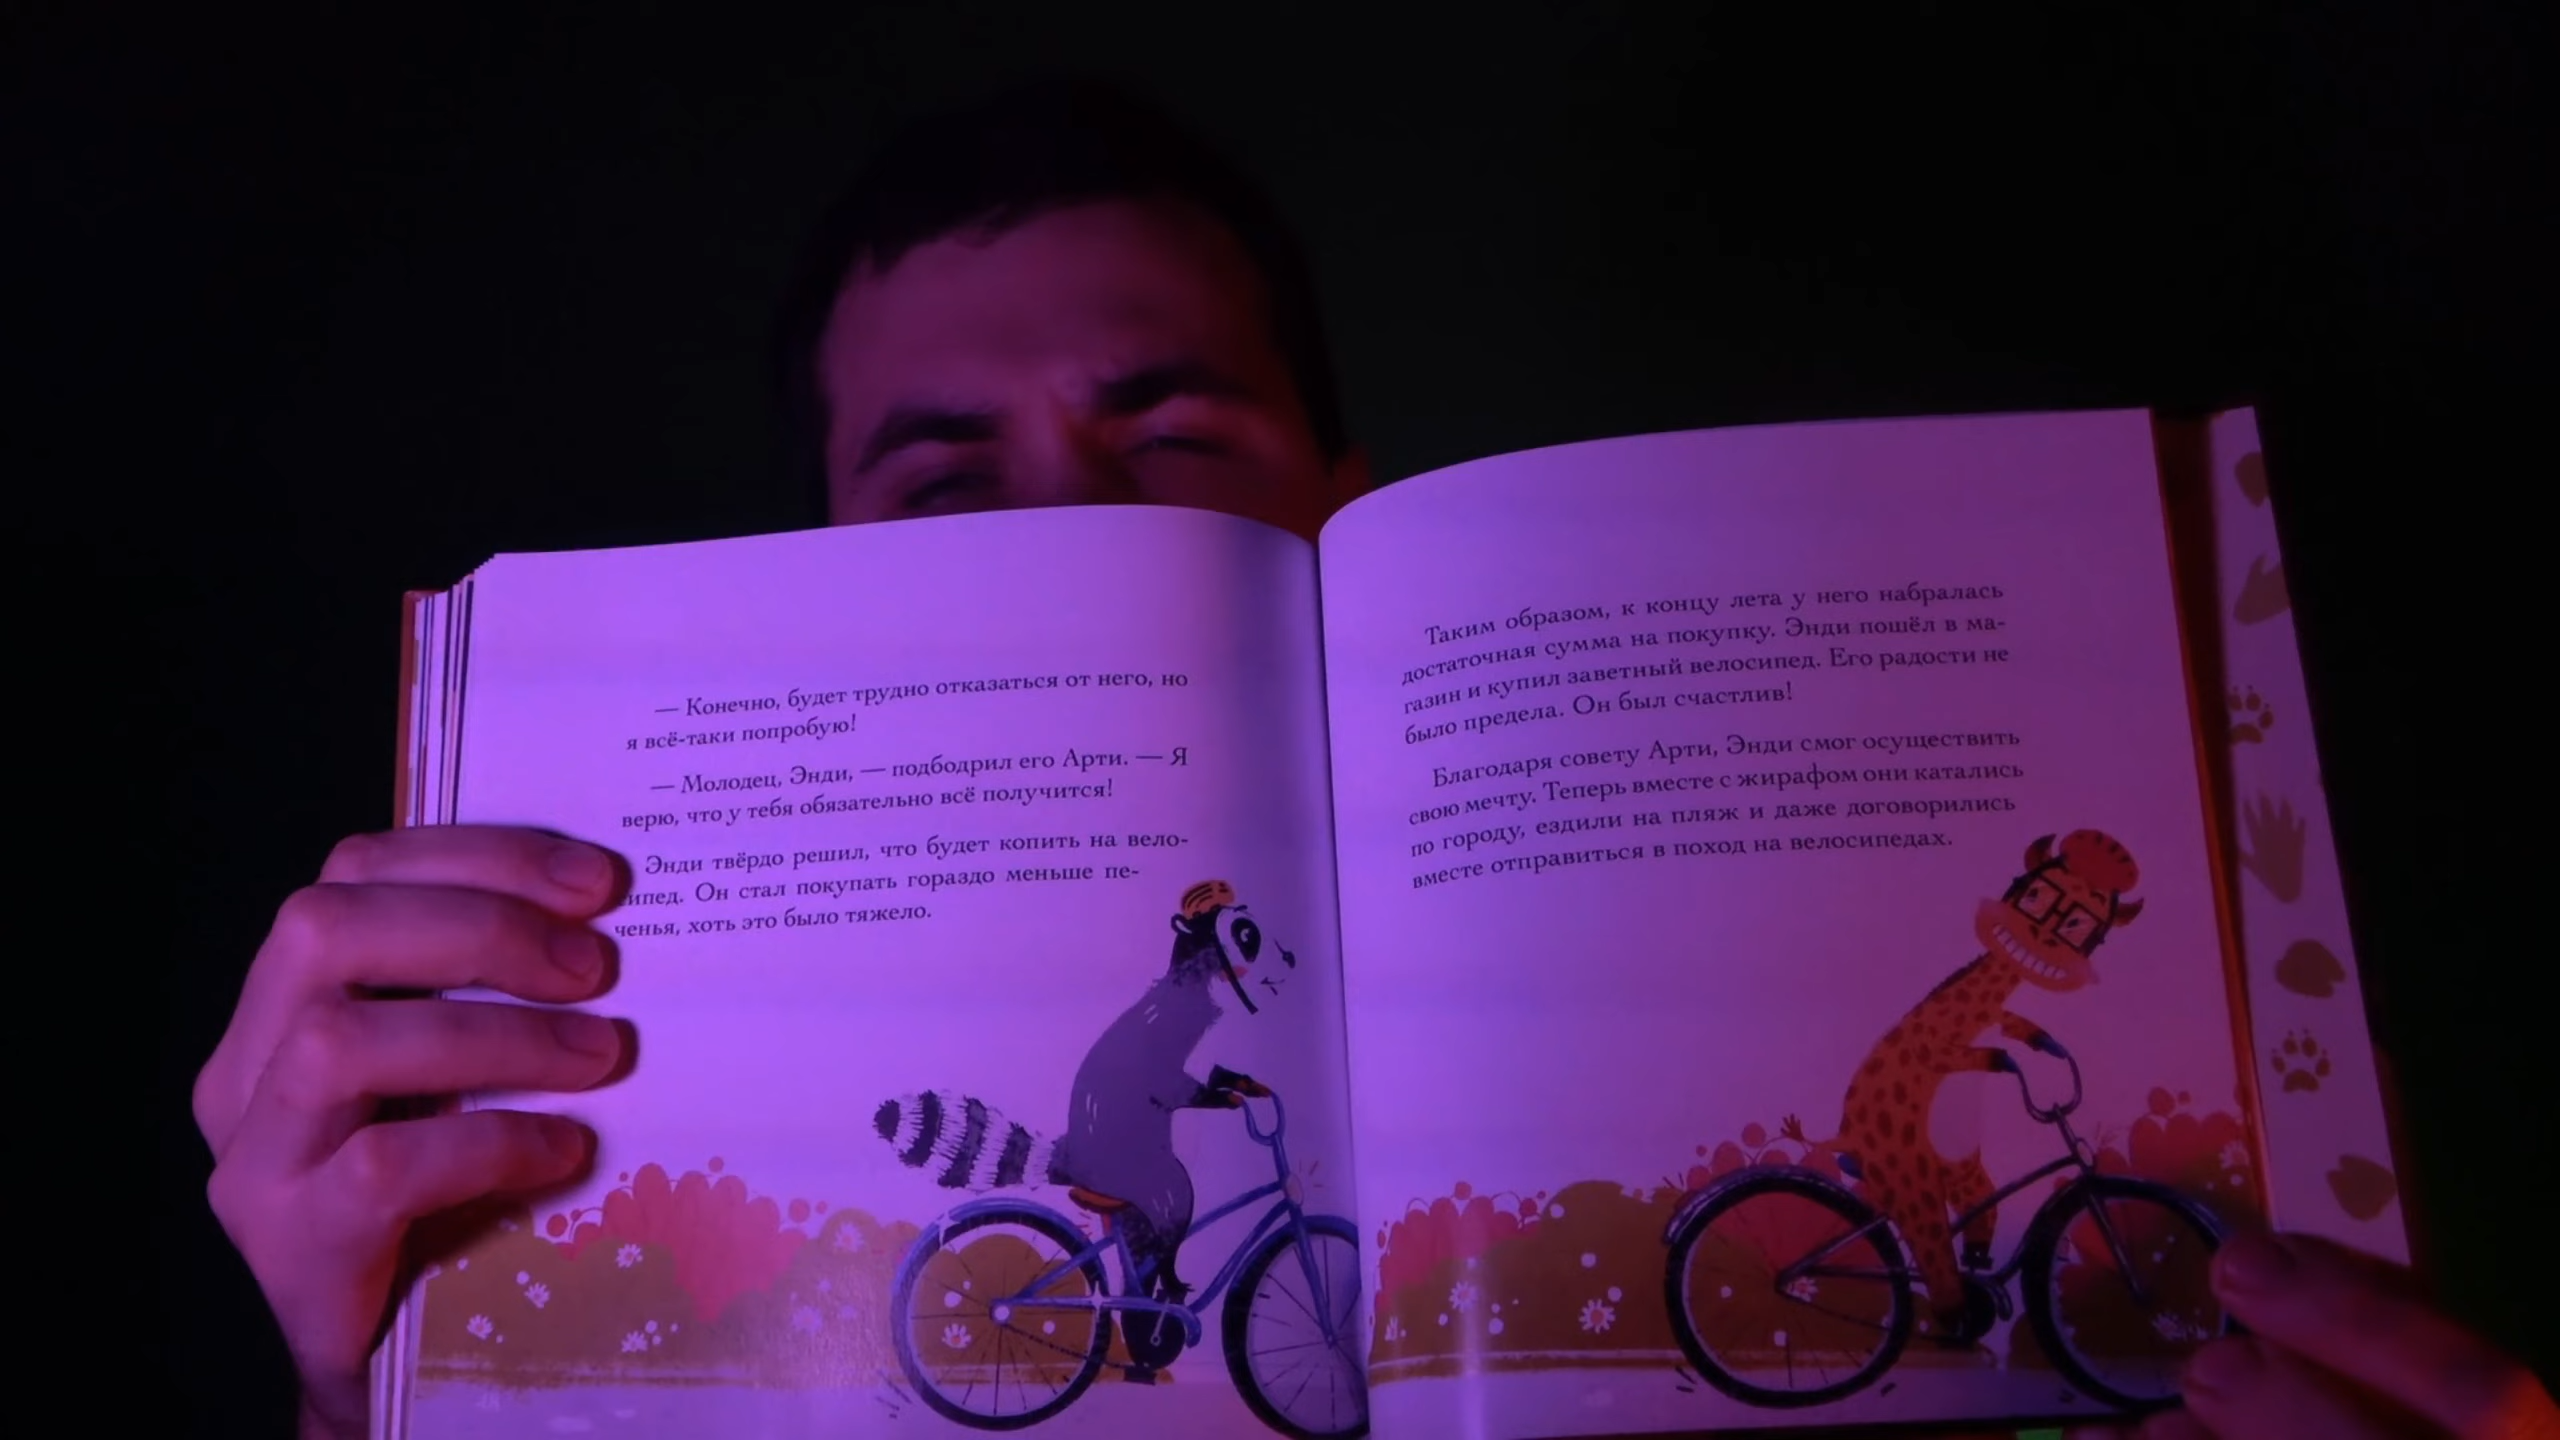 — Конечно, будет трудно отказаться от него, но
я всё-таки попробую!
— Молодец, Энди, — подбодрил его Арти. — Я
верю, что у тебя обязательно всё получится!
Энди твёрдо решил, что будет копить на вело-
сипед. Он стал покупать гораздо меньше пе-
ченья, хоть это было тяжело.
Таким образом, к концу лета у него набралась
достаточная сумма на покупку. Энди пошёл в ма-
газин и купил заветный велосипед. Его радости не
было предела. Он был счастлив!
Благодаря совету Арти, Энди смог осуществить
свою мечту. Теперь вместе с жирафом они катались
по городу, ездили на пляж и даже договорились
вместе отправиться в поход на велосипедах.